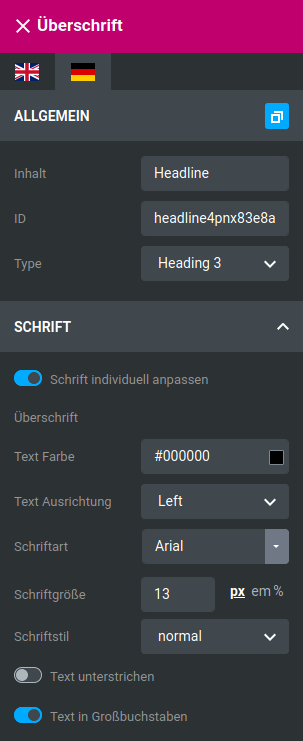 Überschrift
ALLGEMEIN
Inhalt Headline
ID headline4pnx83e8a
Type Heading 3
SCHRIFT
Schrift individuell anpassen
Überschrift
Text Farbe #000000
Text Ausrichtung Left
Schriftart Arial
Schriftgröße 13 px em %
Schriftstil normal
Text unterstrichen
Text in Großbuchstaben